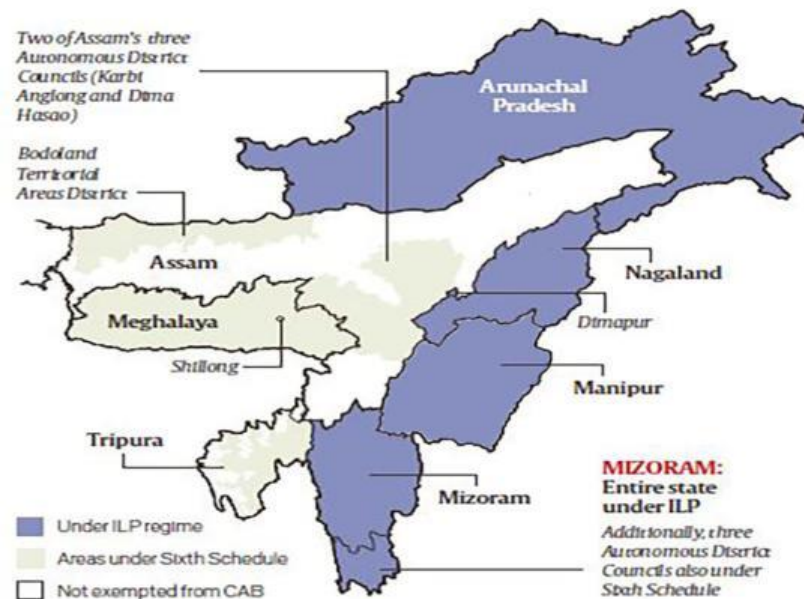 Two of Assam's three
Autonomous District
Councils (Karbi
Anglong and Dima
Hasao)
Arunachal
Pradesh
Bodoland
Territorial
Areas District
Assam
Nagaland
Meghalaya
Dimapur
Shillong
Manipur
Tripura
Mizoram
MIZORAM:
Entire state
under ILP
Additionally, three
Autonomous District
Councils also under
Sixth Schedule
Under ILP regime
Areas under Sixth Schedule
Not exempted from CAB